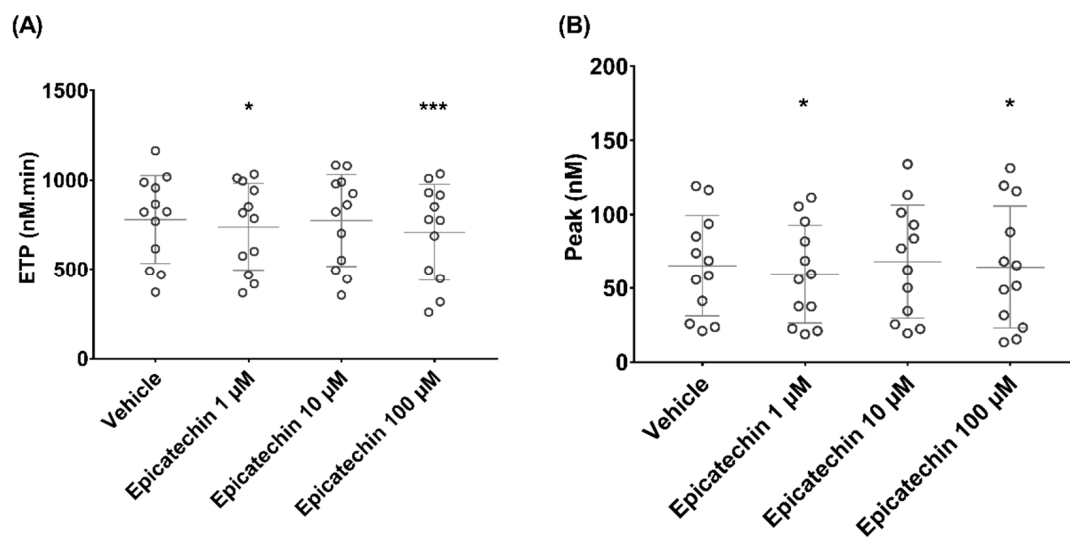 (A)
ETP (nM.min)
1500
1000
500
0
*
***
Vehicle
Epicatechin 1 µM
Epicatechin 10 µM
Epicatechin 100 µM
(B)
Peak (nM)
200
150
100
50
0
*
*
Vehicle
Epicatechin 1 µM
Epicatechin 10 µM
Epicatechin 100 µM